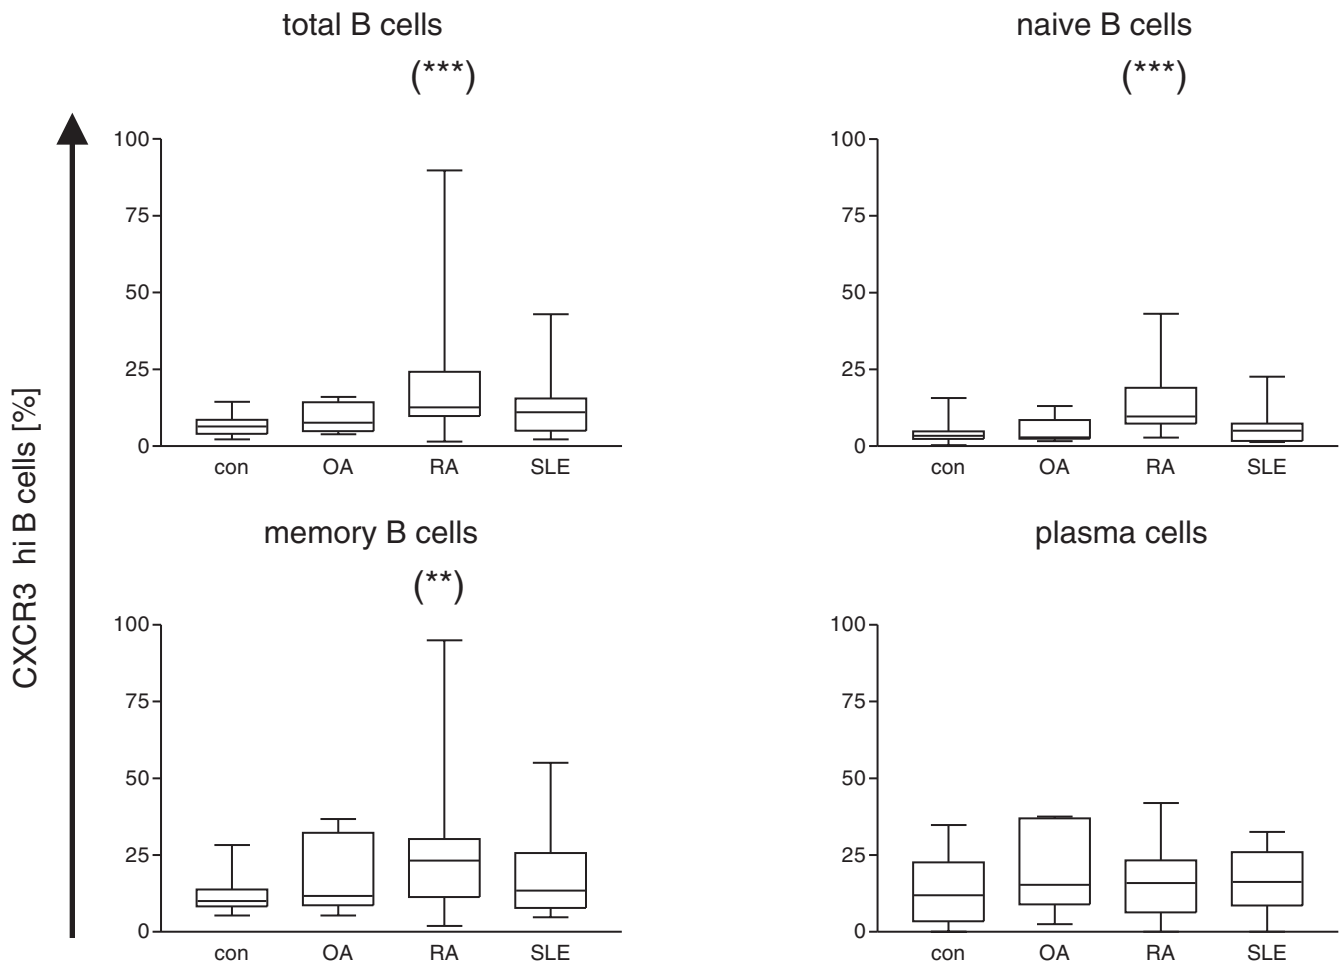 total B cells
(***)
100
75
50
25
0
con OA RA SLE
naive B cells
(***)
100
75
50
25
0
con OA RA SLE
CXCR3 hi B cells [%]
memory B cells
(**)
100
75
50
25
0
con OA RA SLE
plasma cells
100
75
50
25
0
con OA RA SLE